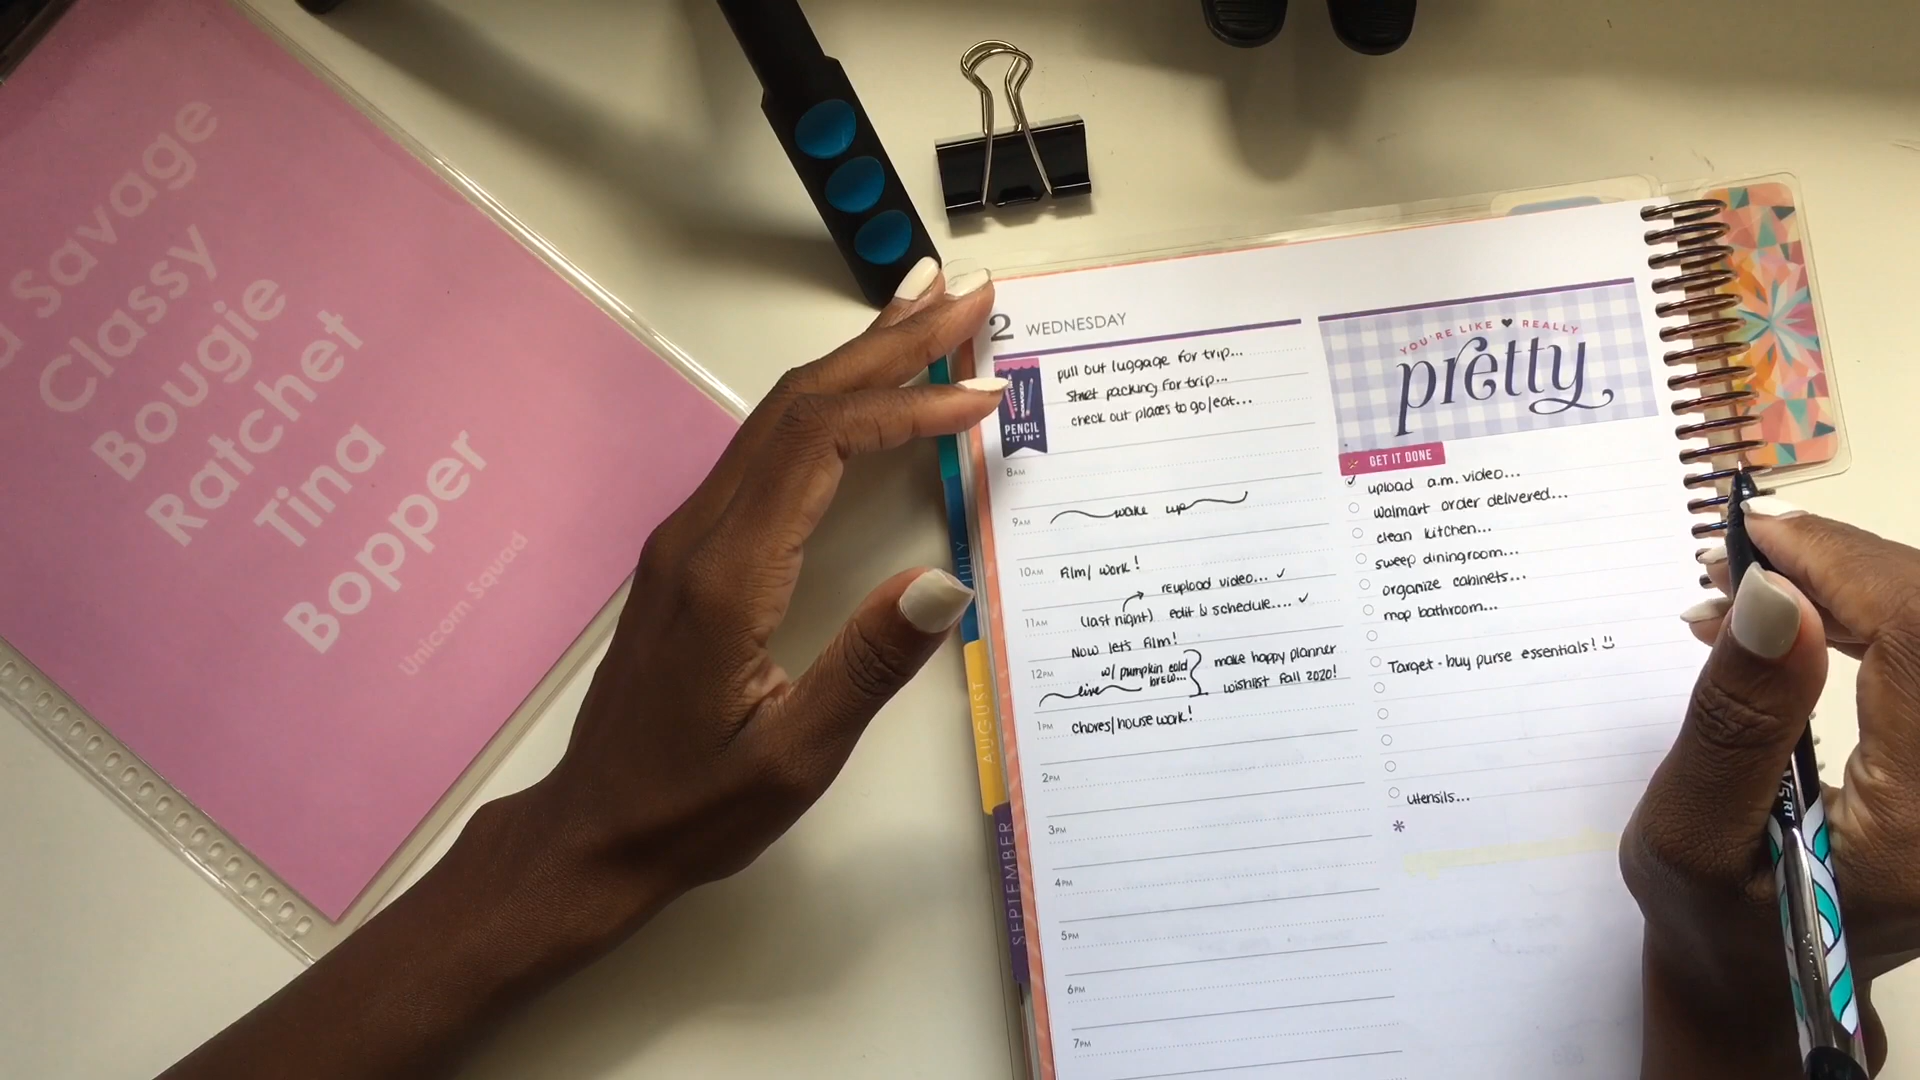 Savage
Classy
Bougie
Ratchet
Tina
Bopper
Unicorn Squad
2 WEDNESDAY
PENCIL
IT IN
pull out luggage for trip...
start packing for trip...
check out places to go/eat...
8AM
9AM wake up
10AM Film/ work!
reupload video... ✓
11AM (last night) edit & schedule.... ✓
Now let's film!
12PM w/ pumpkin cold
brew...
make happy planner
wishlist fall 2020!
live
1PM chores/house work!
2PM
3PM
4PM
5PM
6PM
7PM
YOU'RE LIKE ♥ REALLY
pretty
GET IT DONE
✓ upload a.m. video...
walmart order delivered...
clean kitchen...
sweep diningroom...
organize cabinets...
mop bathroom...
Target - buy purse essentials! :)
utensils...
*
JULY
AUGUST
SEPTEMBER